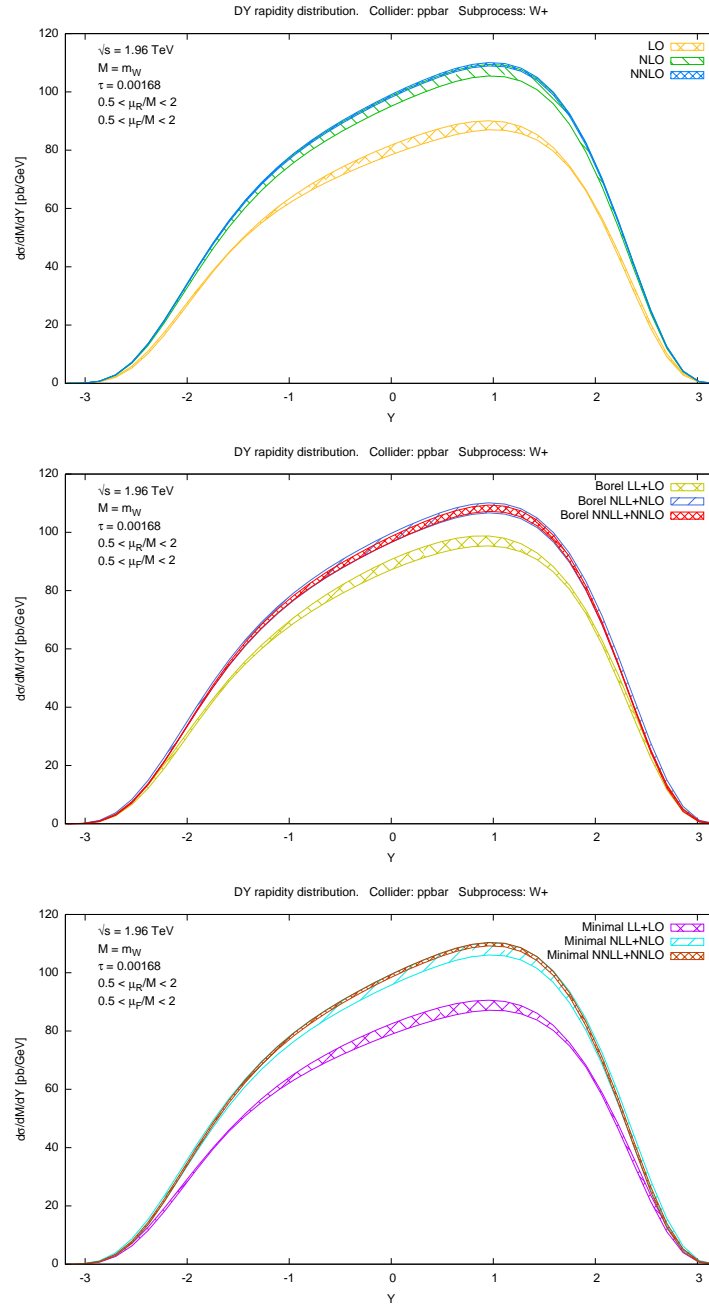 DY rapidity distribution. Collider: ppbar Subprocess: W+
120
100
80
60
40
20
0
dσ/dM/dY [pb/GeV]
√s = 1.96 TeV
M = m_W
τ = 0.00168
0.5 < μ_R/M < 2
0.5 < μ_F/M < 2
LO
NLO
NNLO
-3 -2 -1 0 1 2 3
Y
DY rapidity distribution. Collider: ppbar Subprocess: W+
120
100
80
60
40
20
0
dσ/dM/dY [pb/GeV]
√s = 1.96 TeV
M = m_W
τ = 0.00168
0.5 < μ_R/M < 2
0.5 < μ_F/M < 2
Borel LL+LO
Borel NLL+NLO
Borel NNLL+NNLO
-3 -2 -1 0 1 2 3
Y
DY rapidity distribution. Collider: ppbar Subprocess: W+
120
100
80
60
40
20
0
dσ/dM/dY [pb/GeV]
√s = 1.96 TeV
M = m_W
τ = 0.00168
0.5 < μ_R/M < 2
0.5 < μ_F/M < 2
Minimal LL+LO
Minimal NLL+NLO
Minimal NNLL+NNLO
-3 -2 -1 0 1 2 3
Y